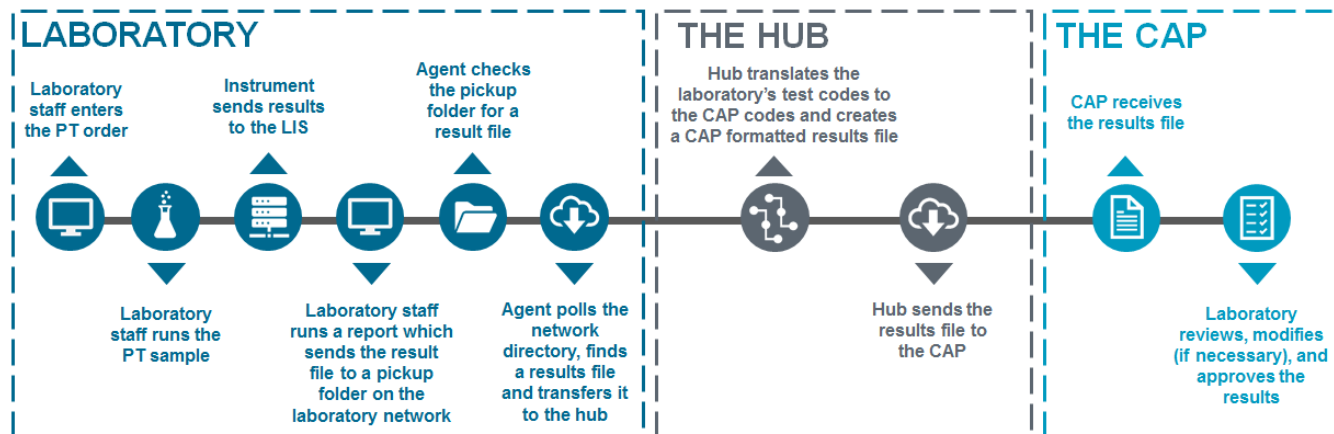 LABORATORY
Laboratory
staff enters
the PT order
Laboratory
staff runs the
PT sample
Instrument
sends results
to the LIS
Laboratory staff
runs a report which
sends the result
file to a pickup
folder on the
laboratory network
Agent checks
the pickup
folder for a
result file
Agent polls the
network
directory, finds
a results file
and transfers it
to the hub
THE HUB
Hub translates the
laboratory's test codes to
the CAP codes and creates
a CAP formatted results file
Hub sends the
results file to
the CAP
THE CAP
CAP receives
the results file
Laboratory
reviews, modifies
(if necessary), and
approves the
results